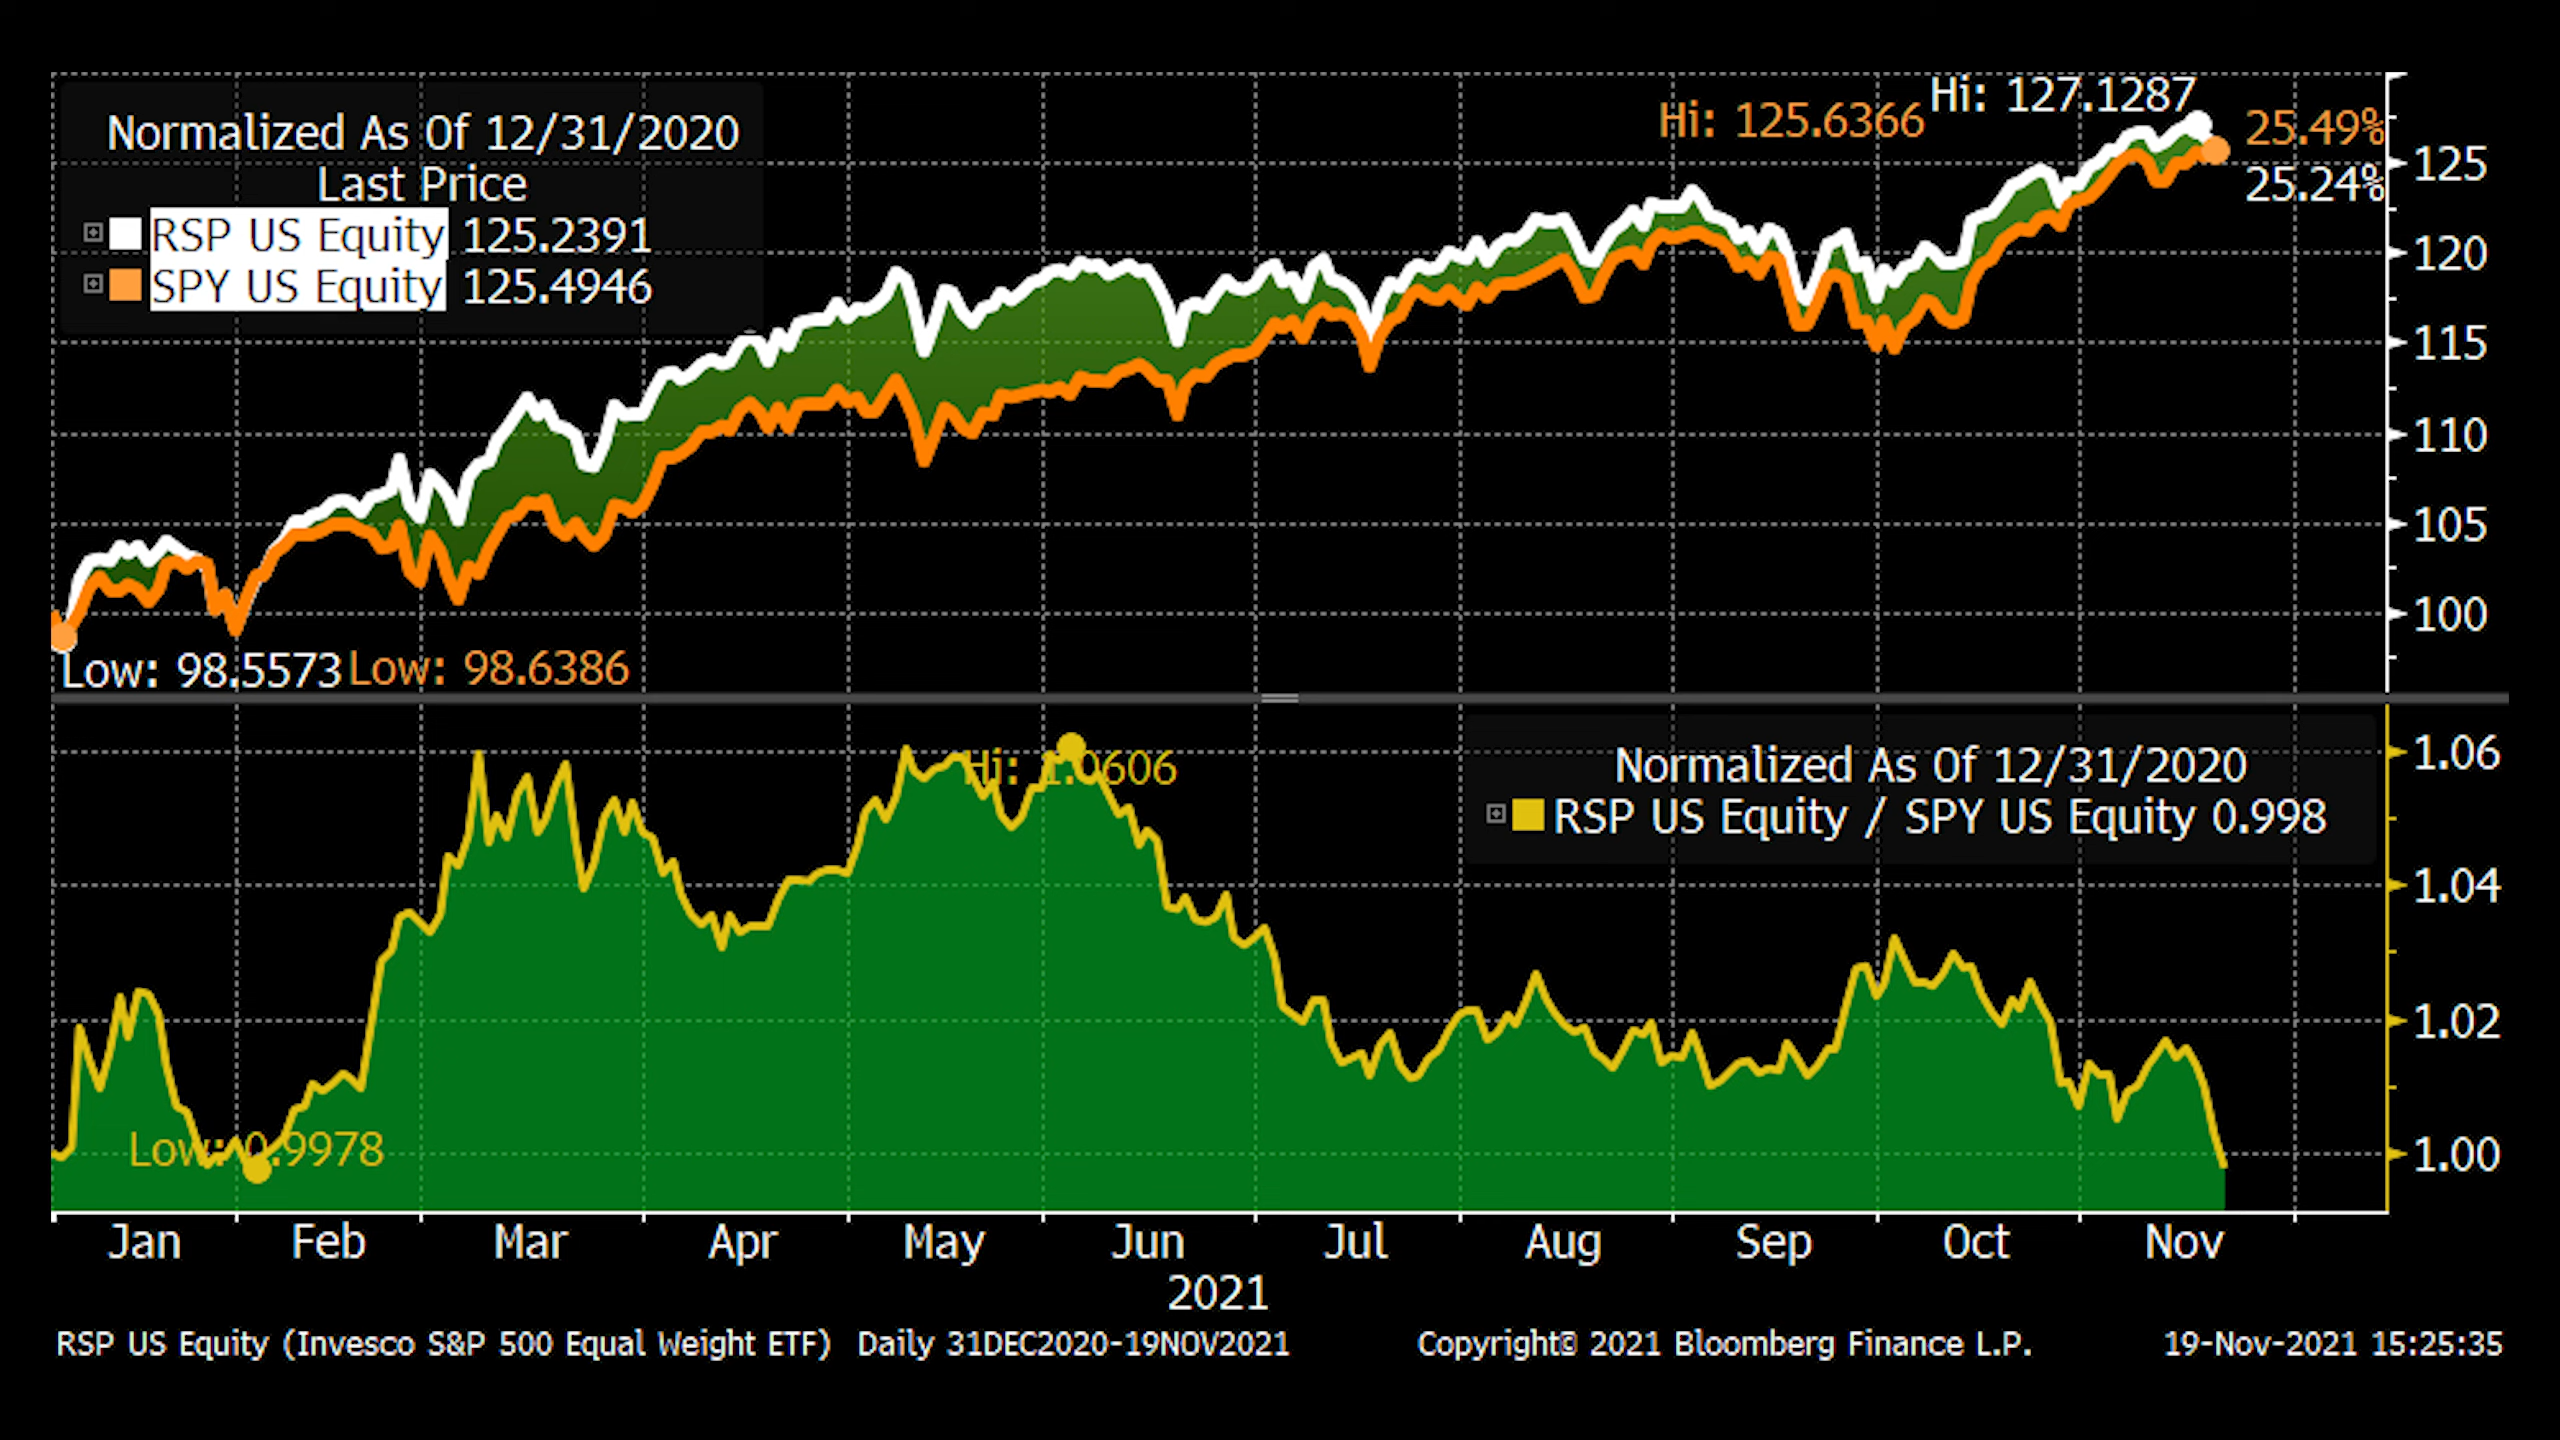 Normalized As Of 12/31/2020
Last Price
RSP US Equity 125.2391
SPY US Equity 125.4946
Hi: 125.6366
Hi: 127.1287
25.49%
25.24%
125
120
115
110
105
100
Low: 98.5573
Low: 98.6386
Hi: 1.0606
Normalized As Of 12/31/2020
RSP US Equity / SPY US Equity 0.998
Low: 0.9978
1.06
1.04
1.02
1.00
Jan Feb Mar Apr May Jun Jul Aug Sep Oct Nov
2021
RSP US Equity (Invesco S&P 500 Equal Weight ETF) Daily 31DEC2020-19NOV2021 Copyright© 2021 Bloomberg Finance L.P. 19-Nov-2021 15:25:35